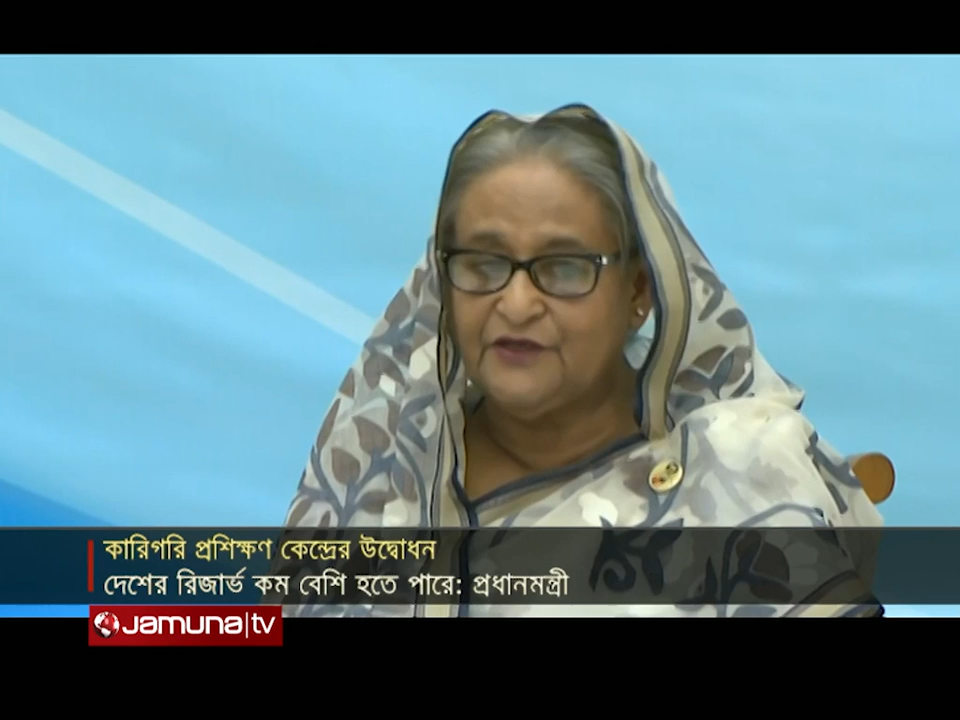 কারিগরি প্রশিক্ষণ কেন্দ্রের উদ্বোধন
দেশের রিজার্ভ কম বেশি হতে পারে: প্রধানমন্ত্রী
JAMUNA|TV